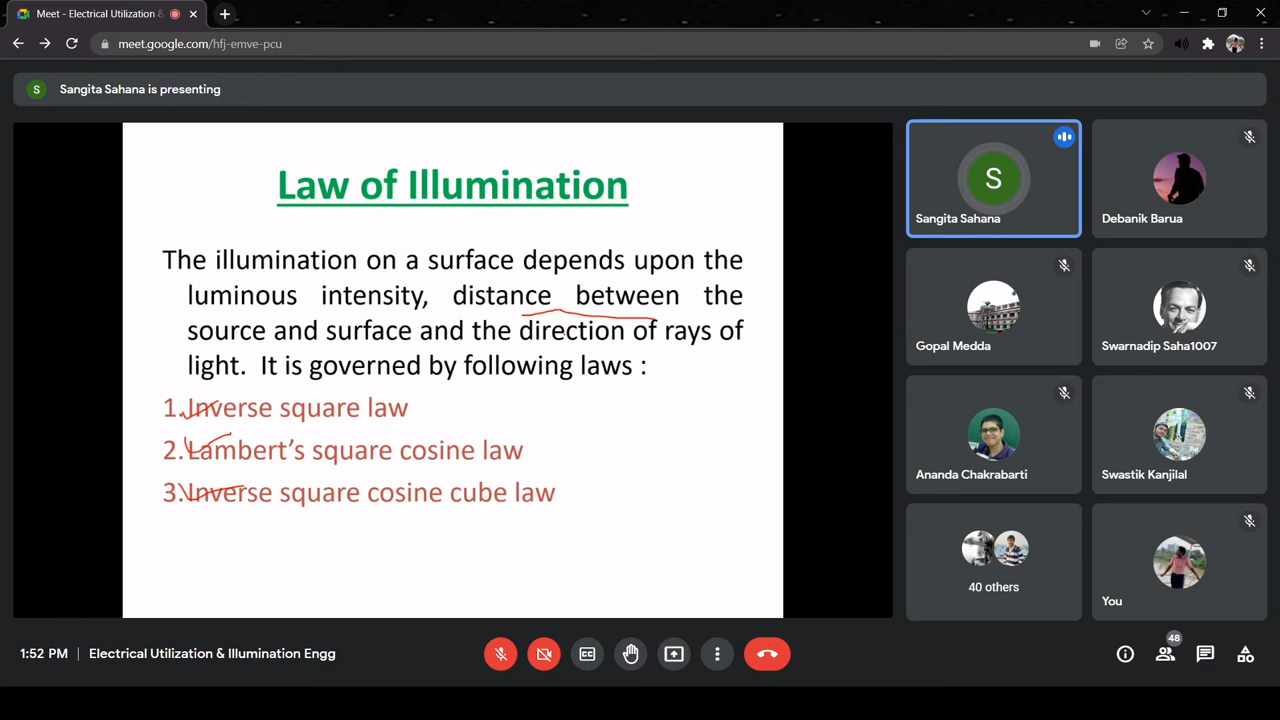 Meet - Electrical Utilization &
meet.google.com/hfj-emve-pcu
S
Sangita Sahana is presenting
Law of Illumination
The illumination on a surface depends upon the
luminous intensity, distance between the
source and surface and the direction of rays of
light. It is governed by following laws :
1. Inverse square law
2. Lambert's square cosine law
3. Inverse square cosine cube law
S
Sangita Sahana
Debanik Barua
Gopal Medda
Swarnadip Saha1007
Ananda Chakrabarti
Swastik Kanjilal
40 others
You
1:52 PM
Electrical Utilization & Illumination Engg
48